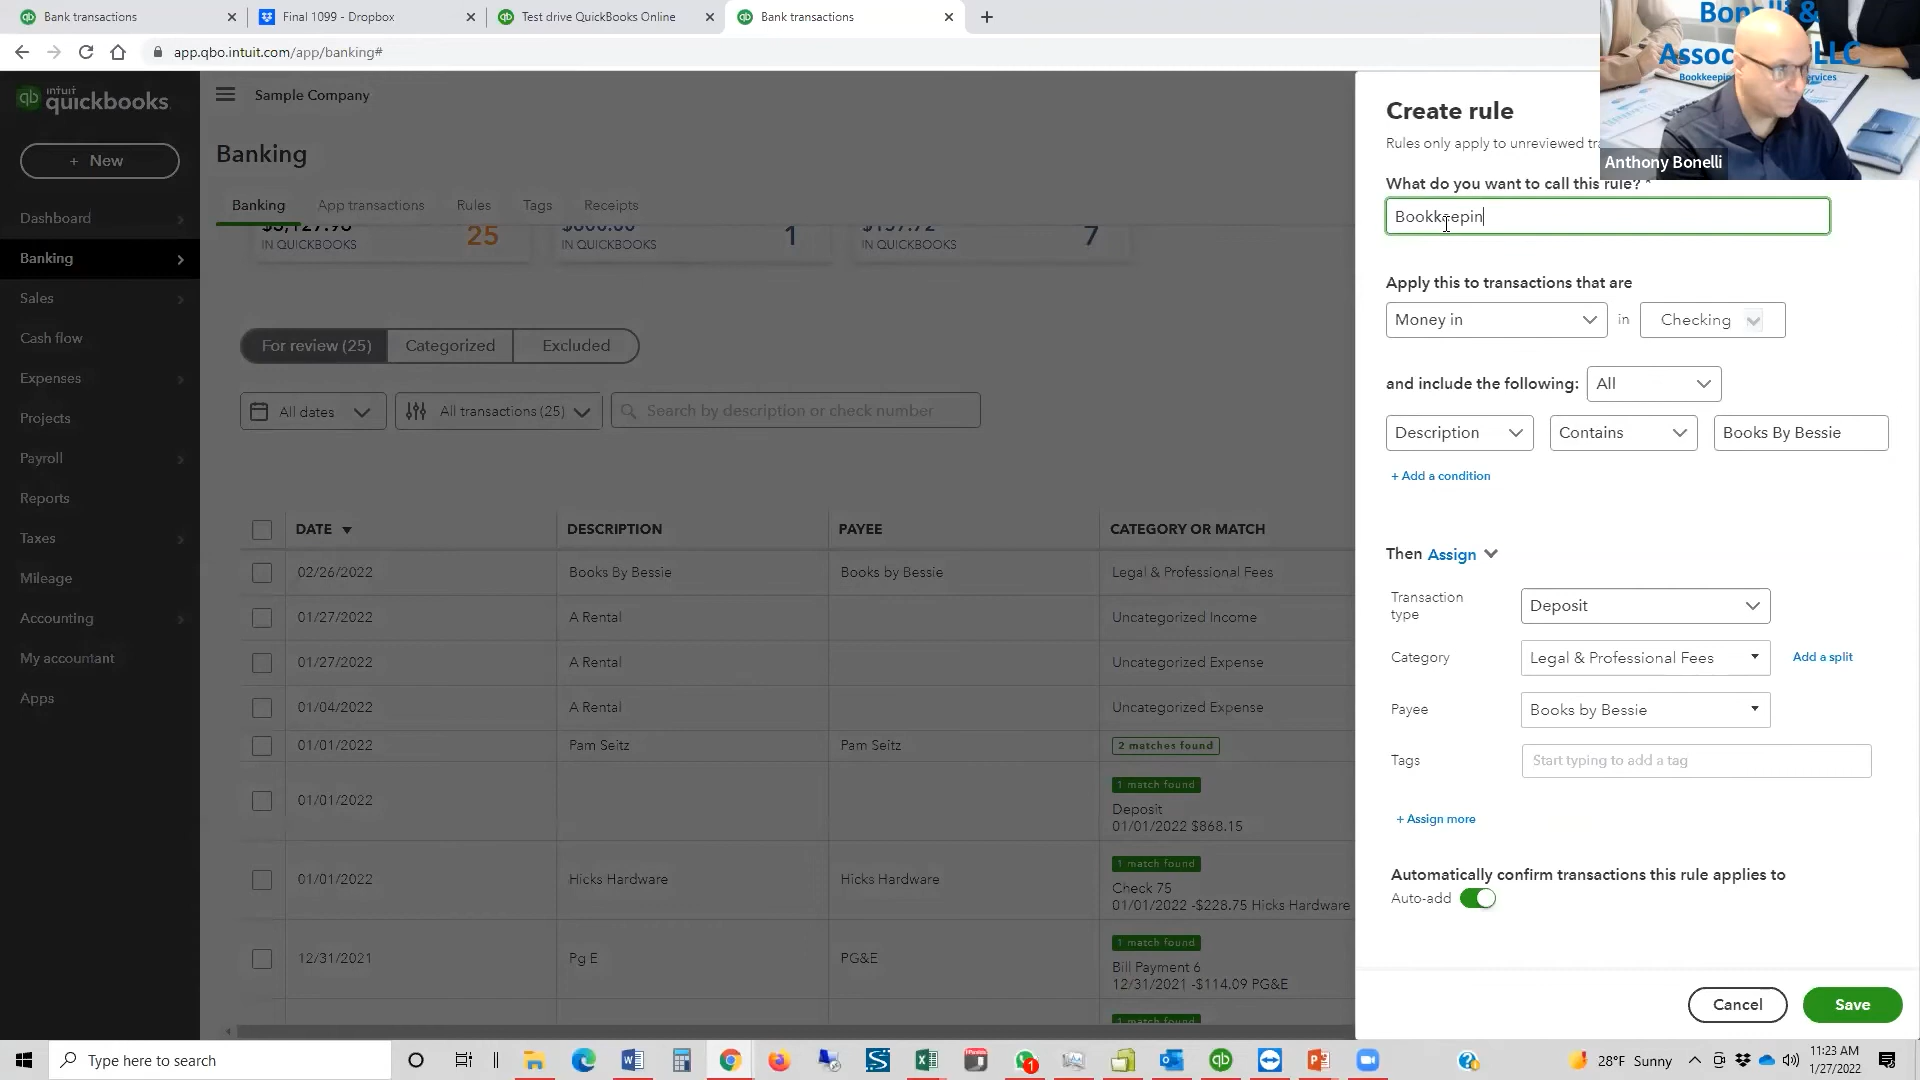 Bank transactions
Final 1099 - Dropbox
Test drive QuickBooks Online
Bank transactions
app.qbo.intuit.com/app/banking#
Bonelli &
LLC
Anthony Bonelli
intuit
quickbooks
Sample Company
+ New
Dashboard
Banking
Sales
Cash flow
Expenses
Projects
Payroll
Reports
Taxes
Mileage
Accounting
My accountant
Apps
Banking
Banking
App transactions
Rules
Tags
Receipts
IN QUICKBOOKS
25
IN QUICKBOOKS
1
IN QUICKBOOKS
7
For review (25)
Categorized
Excluded
All dates
All transactions (25)
Search by description or check number
DATE
DESCRIPTION
PAYEE
CATEGORY OR MATCH
02/26/2022 Books By Bessie Books by Bessie Legal & Professional Fees
01/27/2022 A Rental Uncategorized Income
01/27/2022 A Rental Uncategorized Expense
01/04/2022 A Rental Uncategorized Expense
01/01/2022 Pam Seitz Pam Seitz 2 matches found
1 match found
01/01/2022 Deposit
01/01/2022 $868.15
1 match found
01/01/2022 Hicks Hardware Hicks Hardware Check 75
01/01/2022 -$228.75 Hicks Hardware
1 match found
12/31/2021 Pg E PG&E Bill Payment 6
12/31/2021 -$114.09 PG&E
1 match found
Create rule
Rules only apply to unreviewed
What do you want to call this rule? *
Bookkeepin
Apply this to transactions that are
Money in
in
Checking
and include the following:
All
Description
Contains
Books By Bessie
+ Add a condition
Then Assign
Transaction
type
Deposit
Category
Legal & Professional Fees
Add a split
Payee
Books by Bessie
Tags
Start typing to add a tag
+ Assign more
Automatically confirm transactions this rule applies to
Auto-add
Cancel
Save
Type here to search
28°F Sunny
11:23 AM
1/27/2022